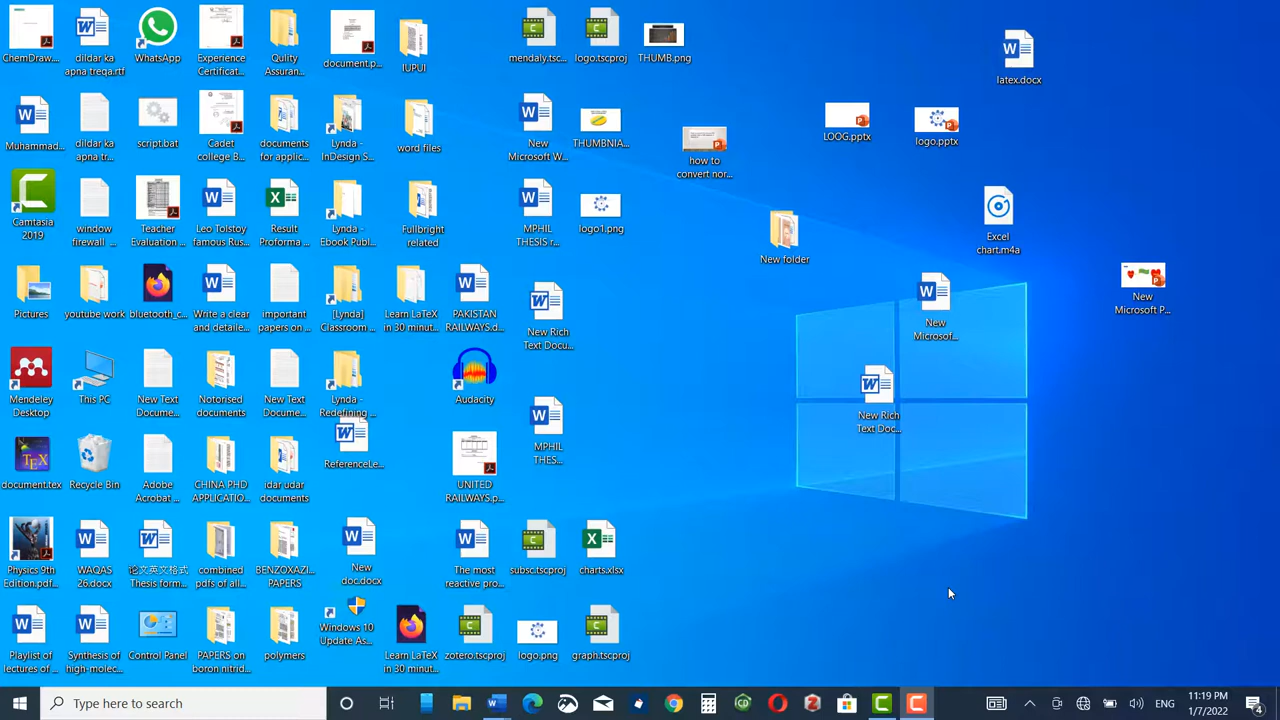 ChemDraw...
dildar ka
apna treqa.rtf
WhatsApp
Experience
Certificat...
Qulity
Assuran...
document.p...
IUPUI
mendaly.tsc...
logo.tscproj
THUMB.png
latex.docx
Muhammad...
dildar ka
apna tr...
script.bat
Cadet
college B...
documents
for applic...
Lynda -
InDesign S...
word files
New
Microsoft W...
THUMBNIA...
how to
convert nor...
LOOG.pptx
logo.pptx
Camtasia
2019
window
firewall ...
Teacher
Evaluation ...
Leo Tolstoy
famous Rus...
Result
Proforma ...
Lynda -
Ebook Publ...
Fullbright
related
MPHIL
THESIS r...
logo1.png
New folder
Excel
chart.m4a
Pictures
youtube work
bluetooth_c...
Write a clear
and detaile...
important
papers on ...
[Lynda]
Classroom ...
Learn LaTeX
in 30 minut...
PAKISTAN
RAILWAYS.d...
New Rich
Text Docu...
New
Microsof...
New
Microsoft P...
Mendeley
Desktop
This PC
New Text
Docume...
Notorised
documents
New Text
Docume...
Lynda -
Redefining ...
Audacity
MPHIL
THES...
New Rich
Text Doc...
document.tex
Recycle Bin
Adobe
Acrobat ...
CHINA PHD
APPLICATIO...
idar udar
documents
ReferenceLe...
UNITED
RAILWAYS.p...
Physics 9th
Edition.pdf...
WAQAS
26.docx
论文英文格式
Thesis form...
combined
pdfs of all...
BENZOXAZI...
PAPERS
New
doc.docx
The most
reactive pro...
subsc.tscproj
charts.xlsx
Playlist of
lectures of ...
Synthesis of
high-molec...
Control Panel
PAPERS on
boron nitrid...
polymers
Windows 10
Update As...
Learn LaTeX
in 30 minut...
zotero.tscproj
logo.png
graph.tscproj
Type here to search
ENG
11:19 PM
1/7/2022
4